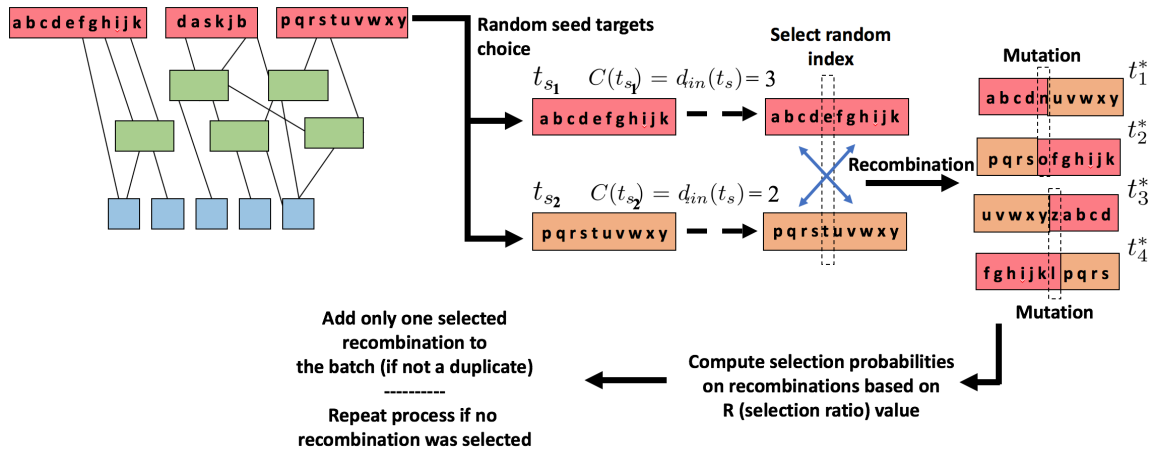 a b c d e f g h i j k
d a s k j b
p q r s t u v w x y
Random seed targets
choice
t_{s_1} C(t_{s_1}) = d_{in}(t_s) = 3
a b c d e f g h i j k
t_{s_2} C(t_{s_2}) = d_{in}(t_s) = 2
p q r s t u v w x y
Select random
index
a b c d e f g h i j k
p q r s t u v w x y
Recombination
Mutation
a b c d n u v w x y
t_1^*
p q r s o f g h i j k
t_2^*
u v w x y z a b c d
t_3^*
f g h i j k l p q r s
t_4^*
Mutation
Compute selection probabilities
on recombinations based on
R (selection ratio) value
Add only one selected
recombination to
the batch (if not a duplicate)
----------
Repeat process if no
recombination was selected